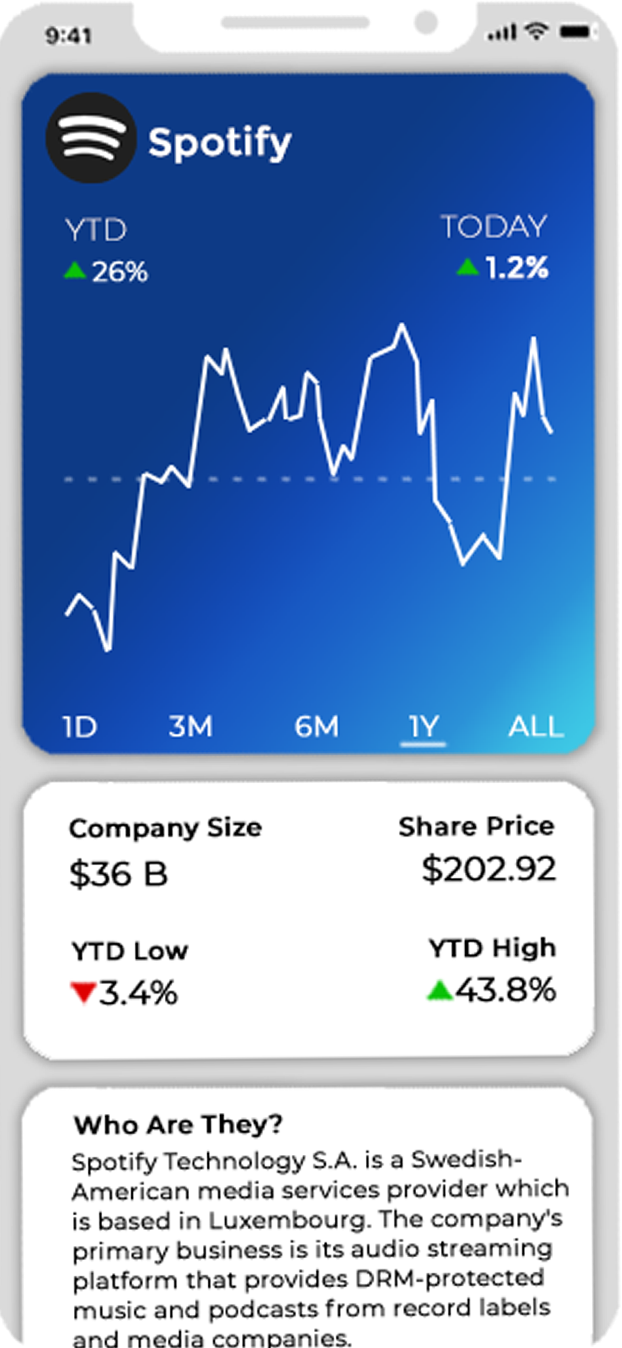 9:41
Spotify
YTD TODAY
26% 1.2%
1D 3M 6M 1Y ALL
Company Size Share Price
$36 B $202.92
YTD Low YTD High
3.4% 43.8%
Who Are They?
Spotify Technology S.A. is a Swedish-
American media services provider which
is based in Luxembourg. The company's
primary business is its audio streaming
platform that provides DRM-protected
music and podcasts from record labels
and media companies.